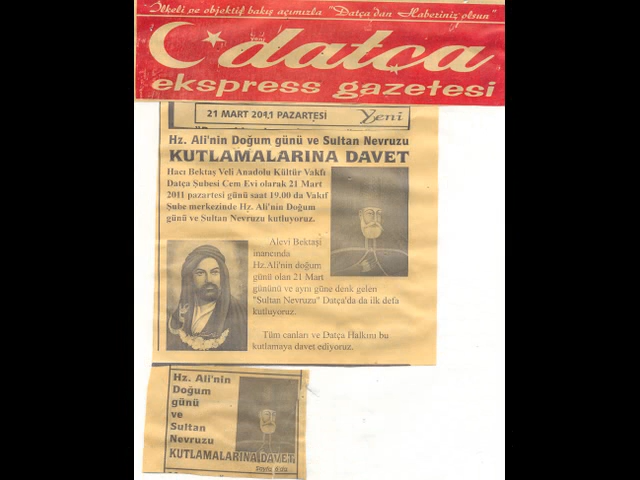 İlkeli ve objektif bakış açımızla "Datça'dan Haberiniz olsun"
yeni
datça
ekspress gazetesi
21 MART 2011 PAZARTESİ
Yeni
Hz. Ali'nin Doğum günü ve Sultan Nevruzu
KUTLAMALARINA DAVET
Hacı Bektaş Veli Anadolu Kültür Vakfı
Datça Şubesi Cem Evi olarak 21 Mart
2011 pazartesi günü saat 19.00 da Vakıf
Şube merkezinde Hz. Ali'nin Doğum
günü ve Sultan Nevruzu kutluyoruz.
Alevi Bektaşi
inancında
Hz.Ali'nin doğum
günü olan 21 Mart
gününü ve aynı güne denk gelen
"Sultan Nevruzu" Datça'da da ilk defa
kutluyoruz.
Tüm canları ve Datça Halkını bu
kutlamaya davet ediyoruz.
Hz. Ali'nin
Doğum
günü
ve
Sultan
Nevruzu
KUTLAMALARINA DAVET